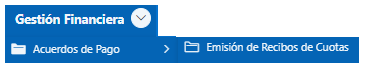 Gestión Financiera
Acuerdos de Pago
Emisión de Recibos de Cuotas